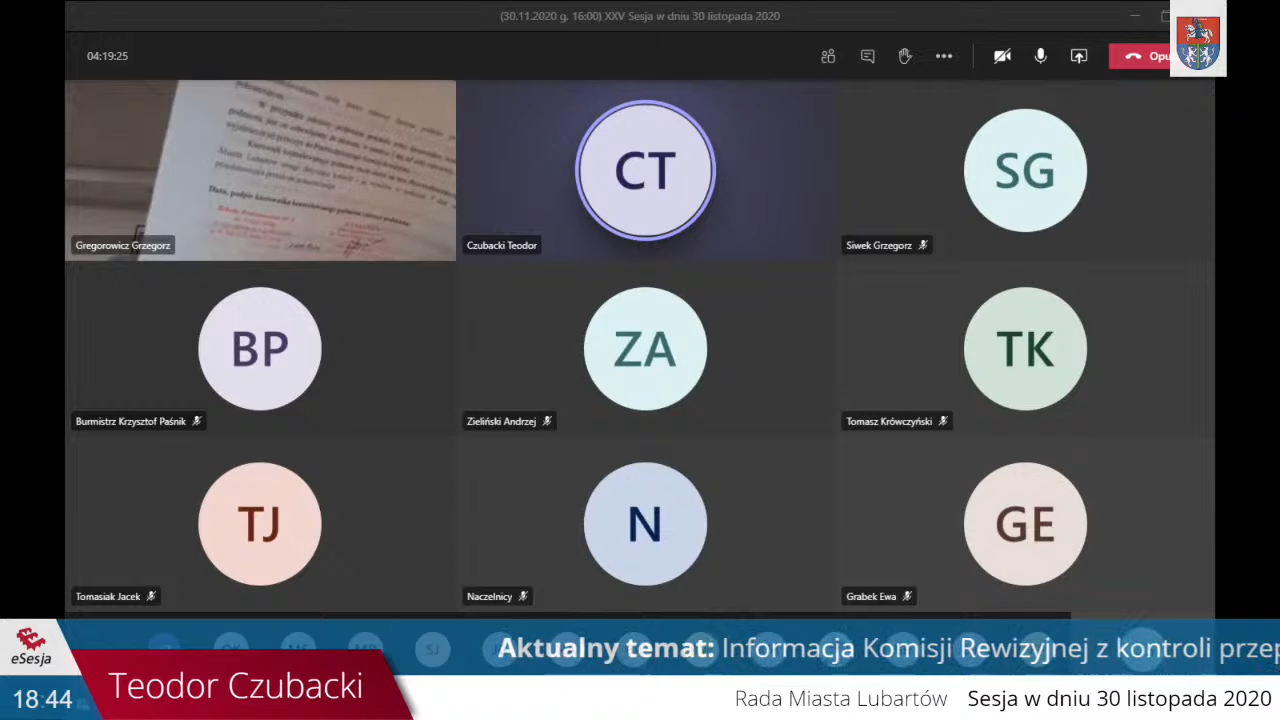 (30.11.2020 g. 16:00) XXV Sesja w dniu 30 listopada 2020
04:19:25
Opu
CT
SG
Gregorowicz Grzegorz
Czubacki Teodor
Siwek Grzegorz
BP
ZA
TK
Burmistrz Krzysztof Paśnik
Zieliński Andrzej
Tomasz Krówczyński
TJ
N
GE
Tomasiak Jacek
Naczelnicy
Grabek Ewa
SJ
Aktualny temat: Informacja Komisji Rewizyjnej z kontroli przep
eSesja
18:44
Teodor Czubacki
Rada Miasta Lubartów
Sesja w dniu 30 listopada 2020